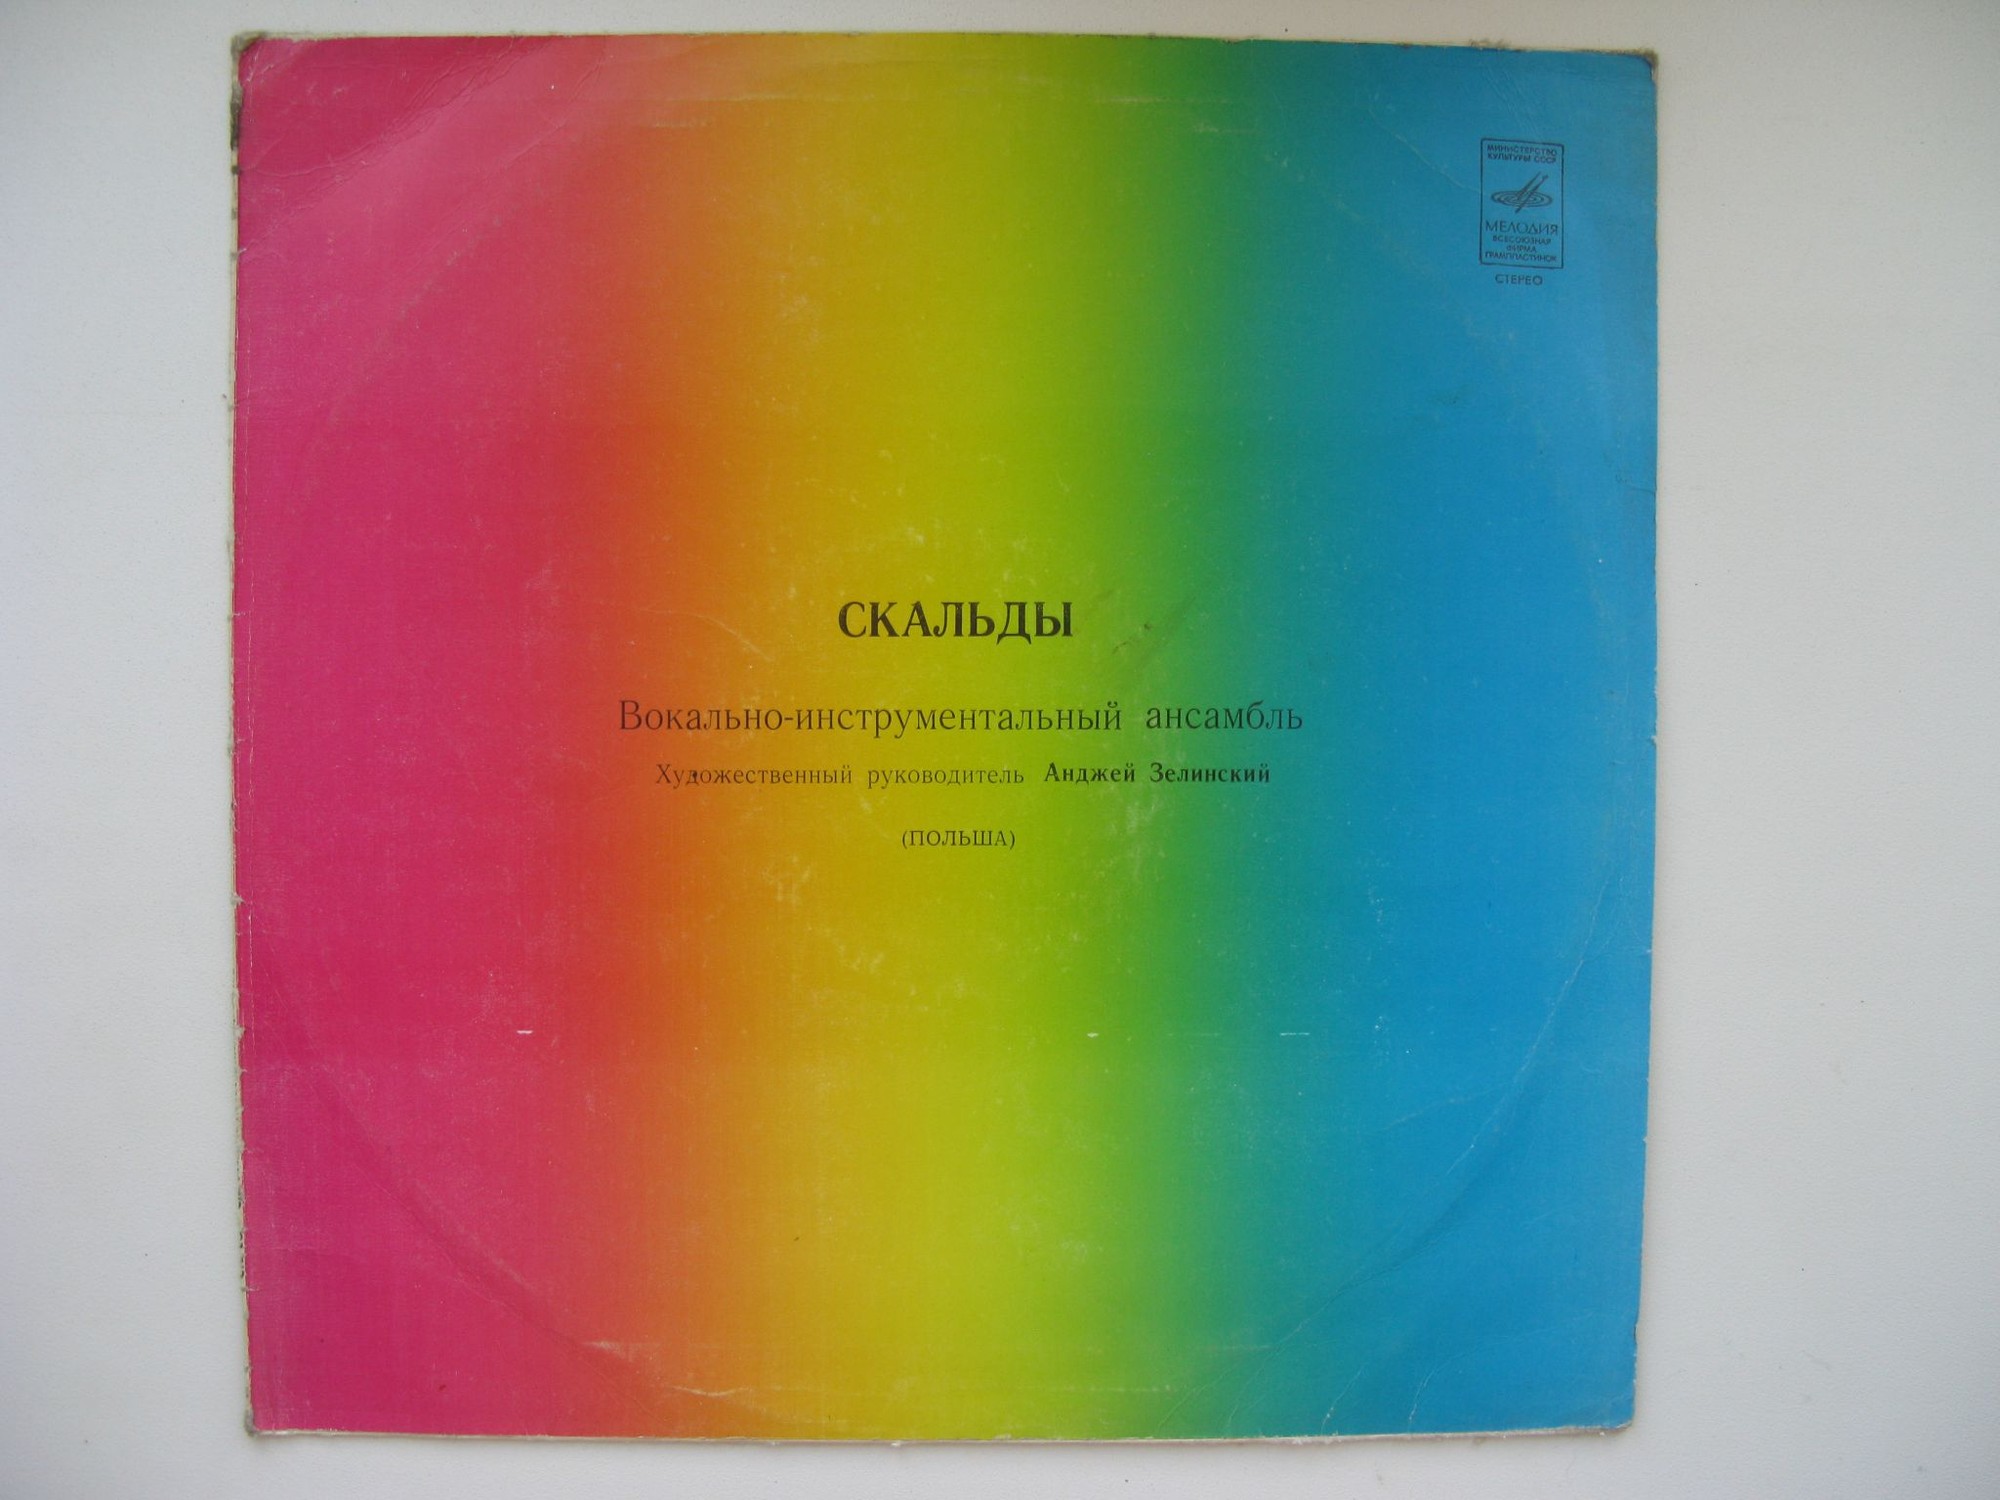 МИНИСТЕРСТВО
КУЛЬТУРЫ СССР
МЕЛОДИЯ
ВСЕСОЮЗНАЯ
ФИРМА
ГРАМПЛАСТИНОК
СТЕРЕО
СКАЛЬДЫ
Вокально-инструментальный ансамбль
Художественный руководитель Анджей Зелинский
(ПОЛЬША)